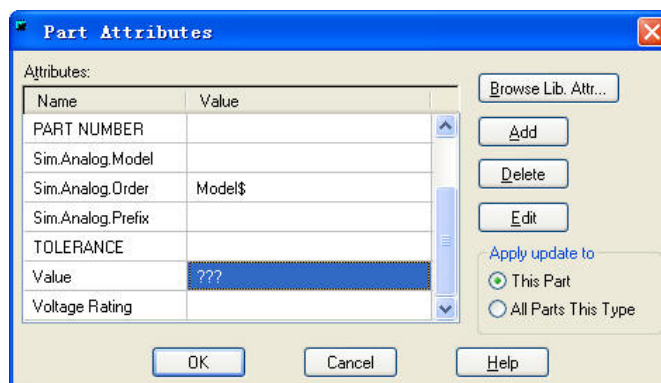 Part Attributes
Attributes:
Name Value
PART NUMBER
Sim.Analog.Model
Sim.Analog.Order Model$
Sim.Analog.Prefix
TOLERANCE
Value ???
Voltage Rating
Browse Lib. Attr...
Add
Delete
Edit
Apply update to
This Part
All Parts This Type
OK Cancel Help